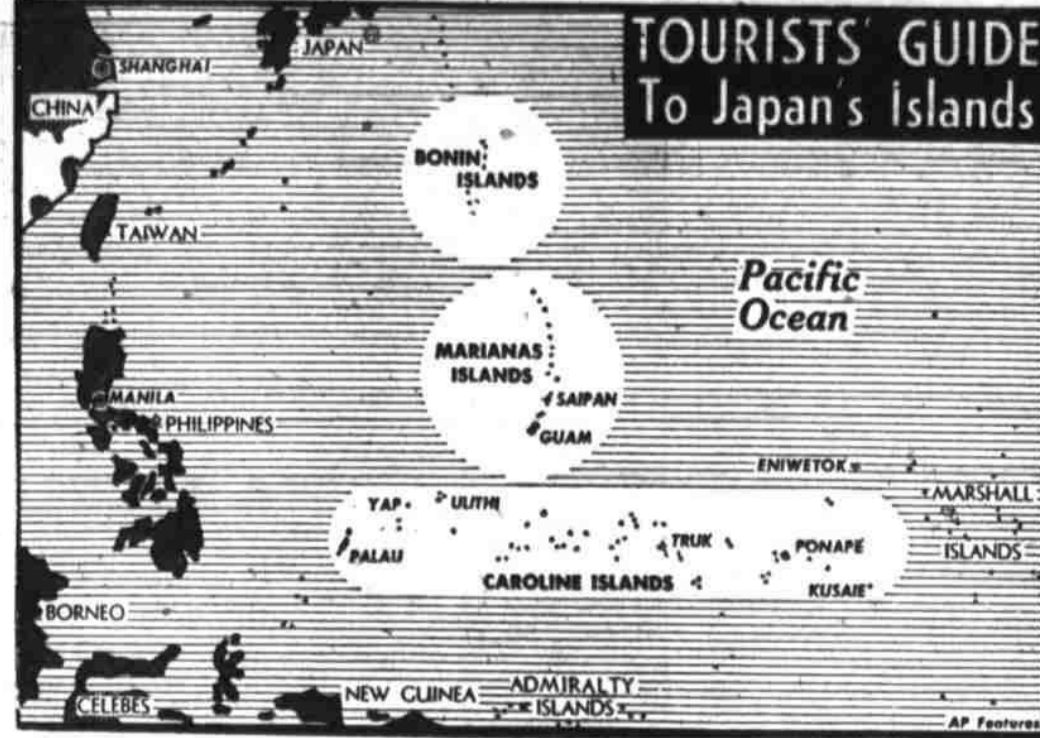 TOURISTS' GUIDE
To Japan's Islands
JAPAN
SHANGHAI
CHINA
BONIN
ISLANDS
TAIWAN
Pacific
Ocean
MARIANAS
ISLANDS
SAIPAN
GUAM
MANILA
PHILIPPINES
ENIWETOK
MARSHALL
ISLANDS
YAP
ULITHI
PALAU
TRUK
PONAPE
CAROLINE ISLANDS
KUSAIE
BORNEO
CELEBES
NEW GUINEA
ADMIRALTY
ISLANDS
AP Features